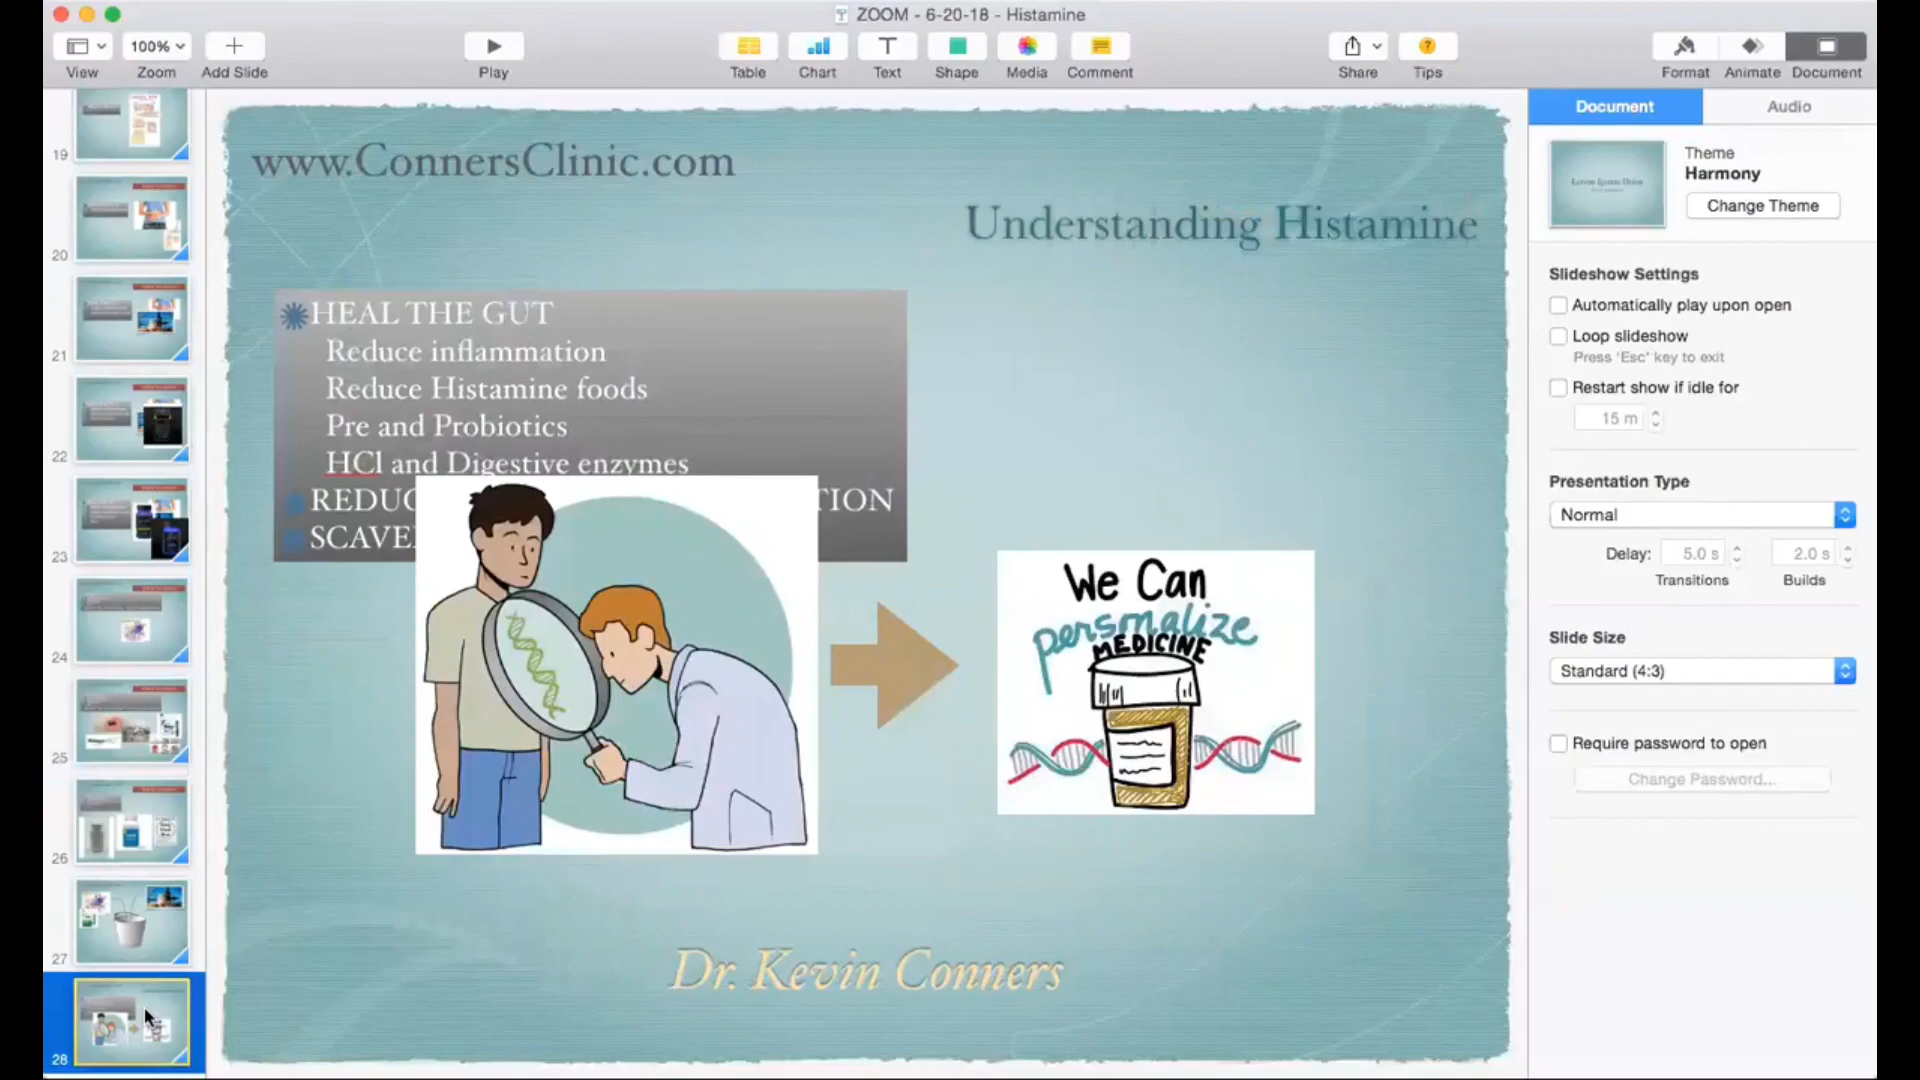 ZOOM - 6-20-18 - Histamine
100%
View
Zoom
Add Slide
Play
Table
Chart
Text
Shape
Media
Comment
Share
Tips
Format
Animate
Document
Document
Audio
19
20
21
22
23
24
25
26
27
28
www.ConnersClinic.com
Understanding Histamine
HEAL THE GUT
Reduce inflammation
Reduce Histamine foods
Pre and Probiotics
HCl and Digestive enzymes
REDUC TION
SCAVE
We Can
personalize
MEDICINE
Dr. Kevin Conners
Theme
Harmony
Change Theme
Slideshow Settings
Automatically play upon open
Loop slideshow
Press 'Esc' key to exit
Restart show if idle for
15 m
Presentation Type
Normal
Delay: 5.0 s 2.0 s
Transitions Builds
Slide Size
Standard (4:3)
Require password to open
Change Password...